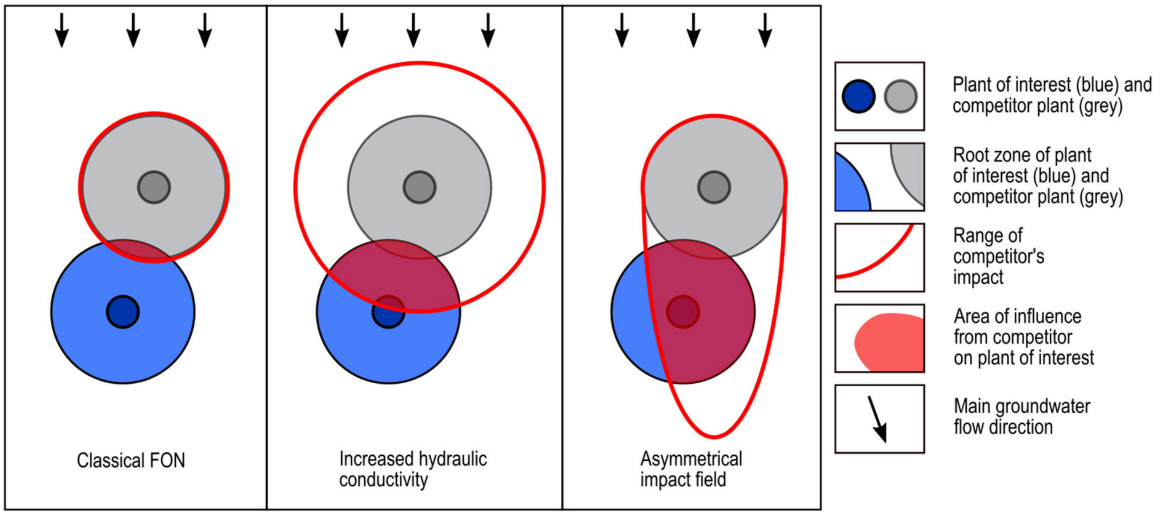 Classical FON
Increased hydraulic
conductivity
Asymmetrical
impact field
Plant of interest (blue) and
competitor plant (grey)
Root zone of plant
of interest (blue) and
competitor plant (grey)
Range of
competitor's
impact
Area of influence
from competitor
on plant of interest
Main groundwater
flow direction